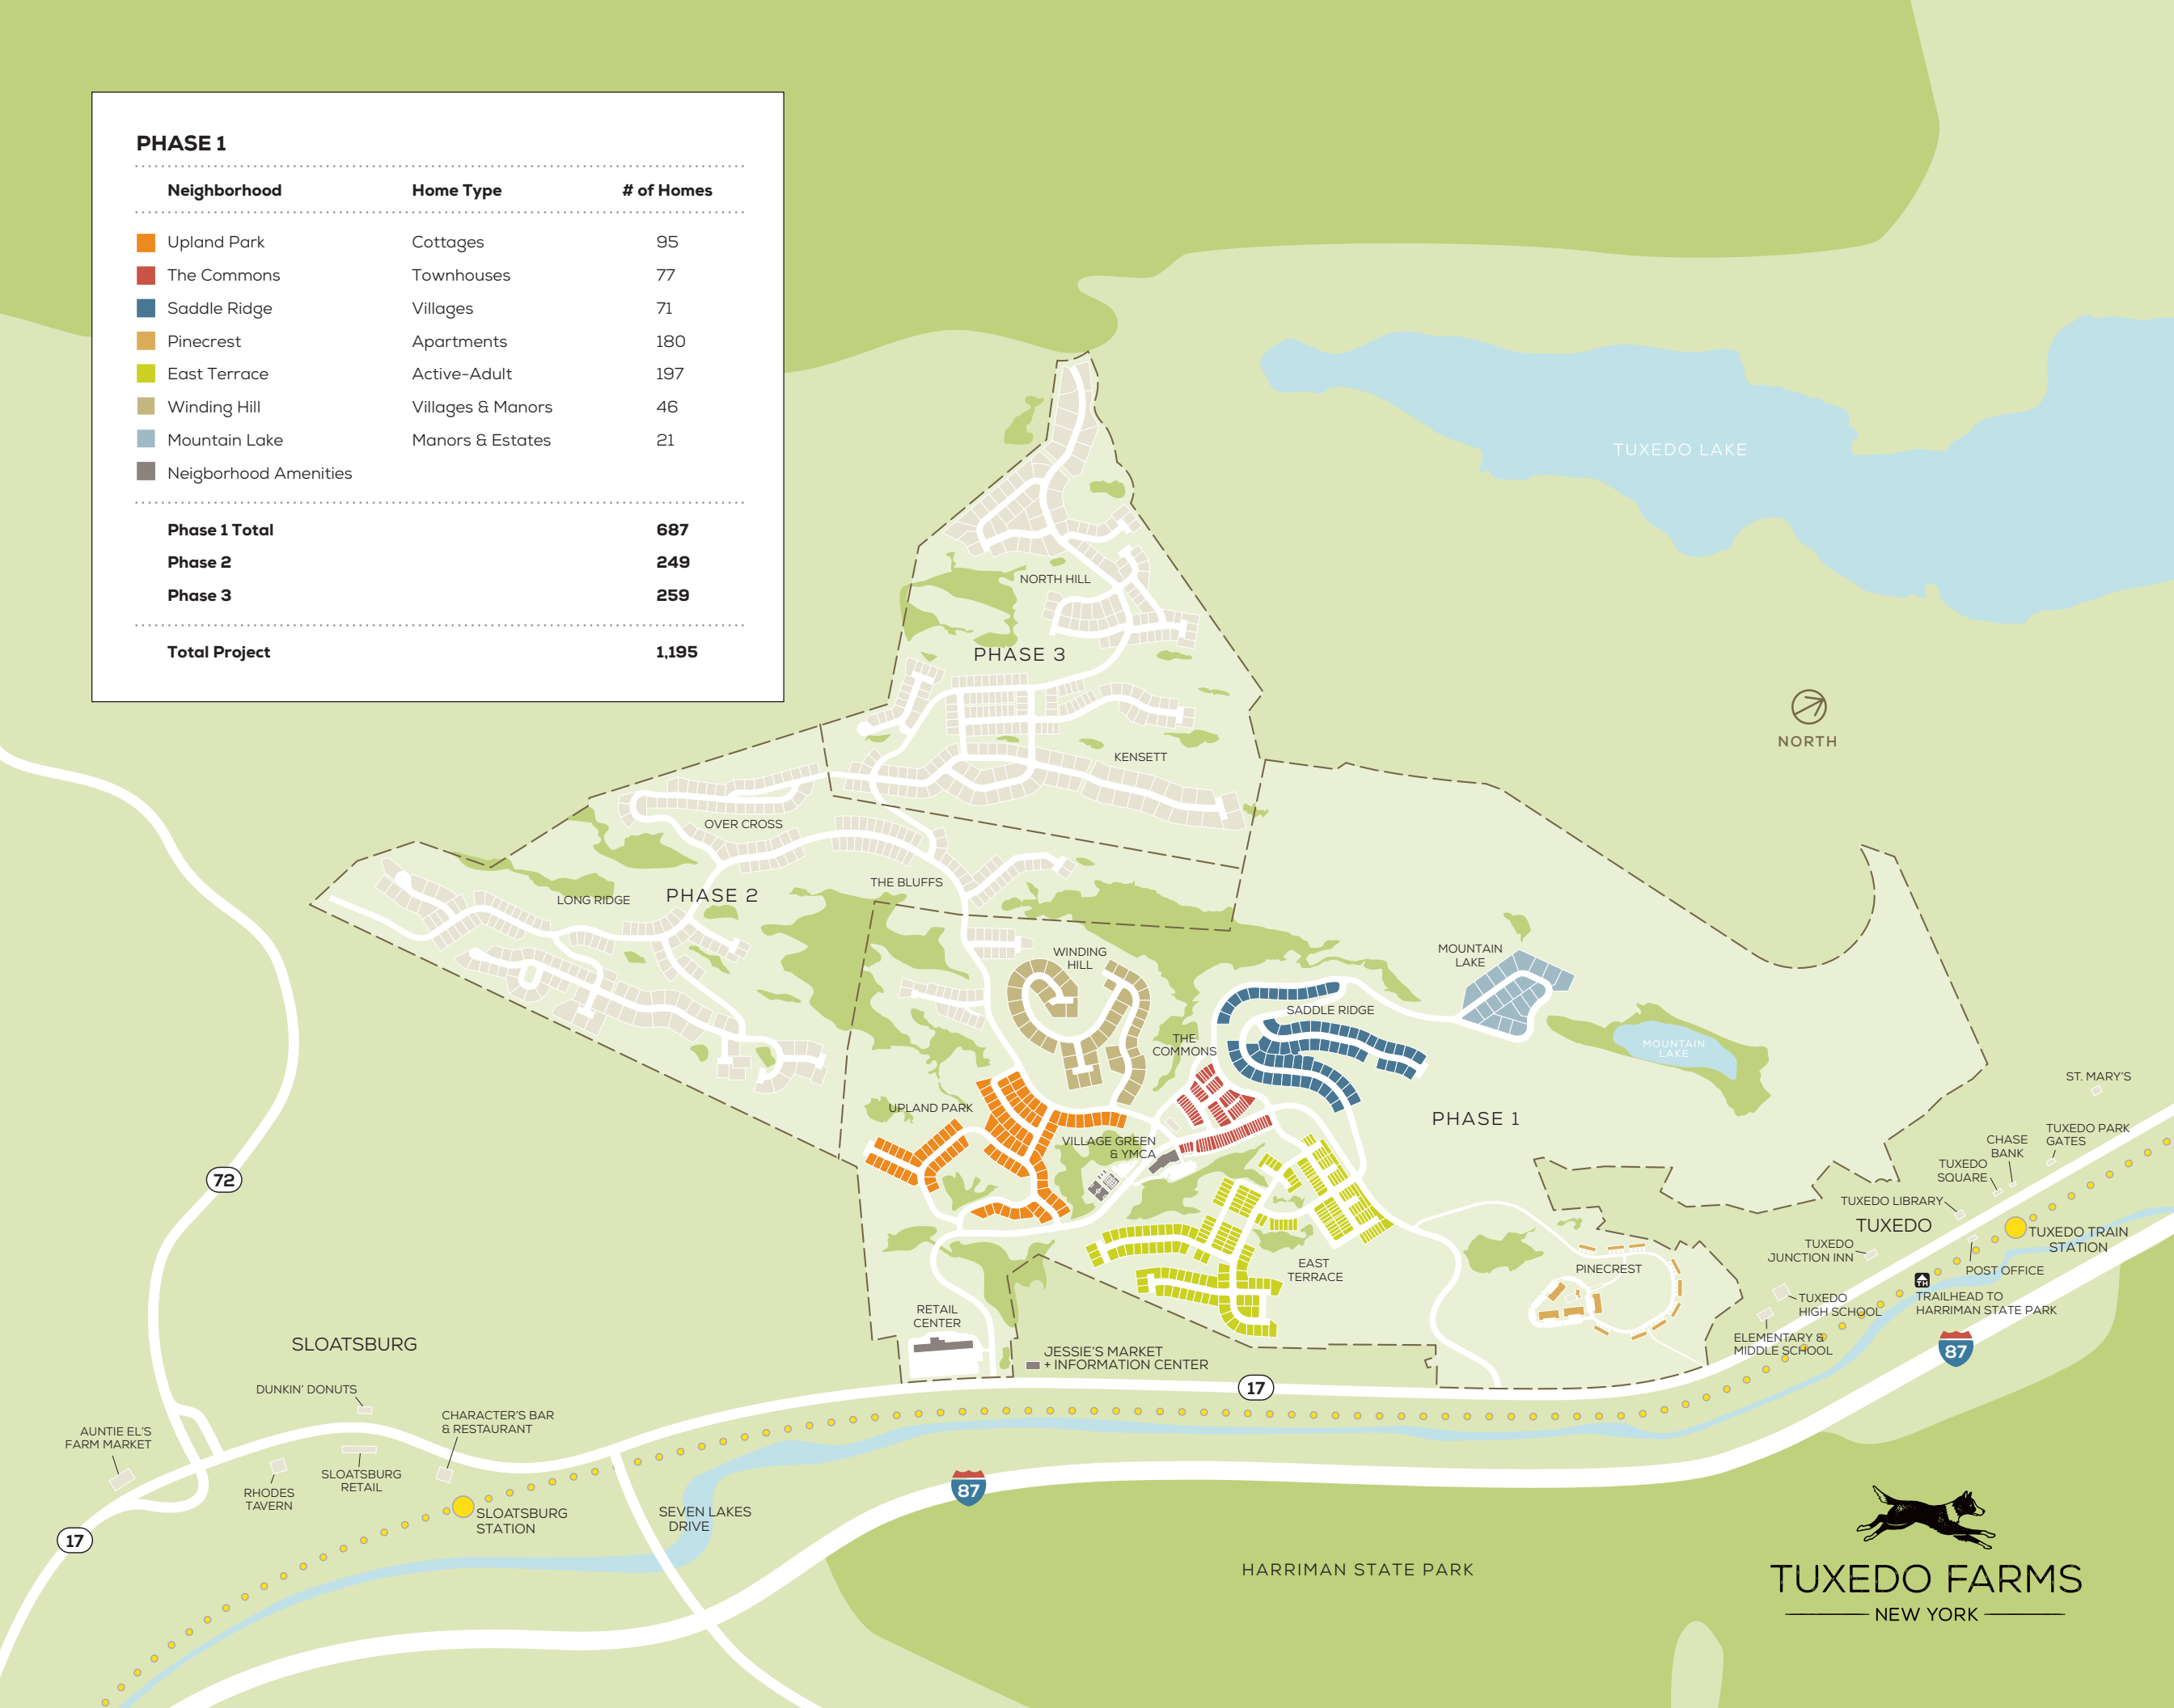 PHASE 1
Neighborhood Home Type # of Homes
Upland Park Cottages 95
The Commons Townhouses 77
Saddle Ridge Villages 71
Pinecrest Apartments 180
East Terrace Active-Adult 197
Winding Hill Villages & Manors 46
Mountain Lake Manors & Estates 21
Neigborhood Amenities
Phase 1 Total 687
Phase 2 249
Phase 3 259
Total Project 1,195
TUXEDO LAKE
NORTH HILL
PHASE 3
NORTH
KENSETT
OVER CROSS
THE BLUFFS
PHASE 2
LONG RIDGE
WINDING
HILL
MOUNTAIN
LAKE
SADDLE RIDGE
THE
COMMONS
MOUNTAIN
LAKE
UPLAND PARK
PHASE 1
VILLAGE GREEN
& YMCA
ST. MARY'S
TUXEDO PARK
GATES
CHASE
BANK
TUXEDO
SQUARE
TUXEDO LIBRARY
TUXEDO
TUXEDO TRAIN
STATION
TUXEDO
JUNCTION INN
POST OFFICE
TH
TRAILHEAD TO
HARRIMAN STATE PARK
TUXEDO
HIGH SCHOOL
ELEMENTARY &
MIDDLE SCHOOL
87
72
EAST
TERRACE
PINECREST
RETAIL
CENTER
JESSIE'S MARKET
+ INFORMATION CENTER
17
SLOATSBURG
DUNKIN' DONUTS
CHARACTER'S BAR
& RESTAURANT
AUNTIE EL'S
FARM MARKET
RHODES
TAVERN
SLOATSBURG
RETAIL
SLOATSBURG
STATION
17
SEVEN LAKES
DRIVE
87
HARRIMAN STATE PARK
TUXEDO FARMS
NEW YORK